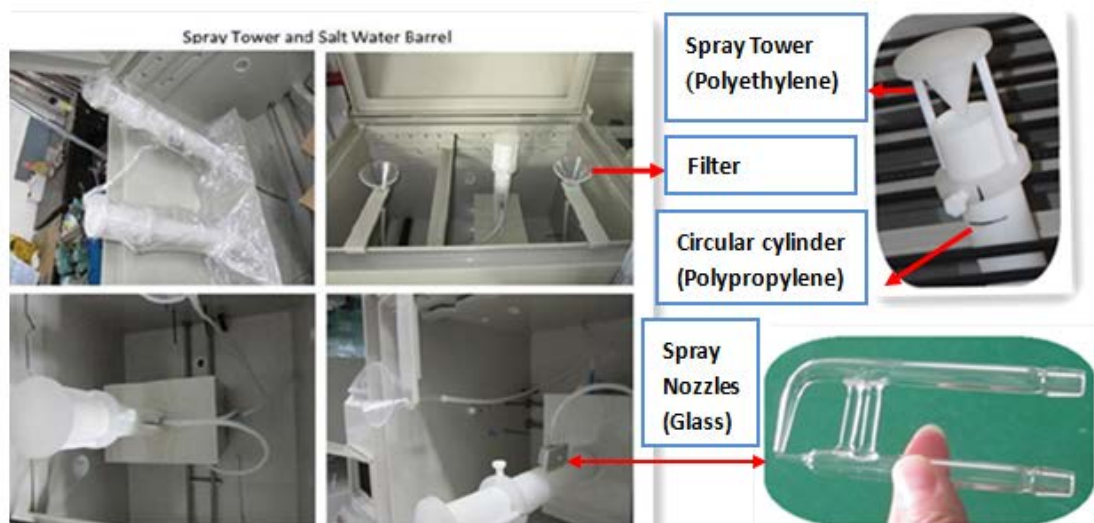 Spray Tower and Salt Water Barrel
Spray Tower
(Polyethylene)
Filter
Circular cylinder
(Polypropylene)
Spray
Nozzles
(Glass)